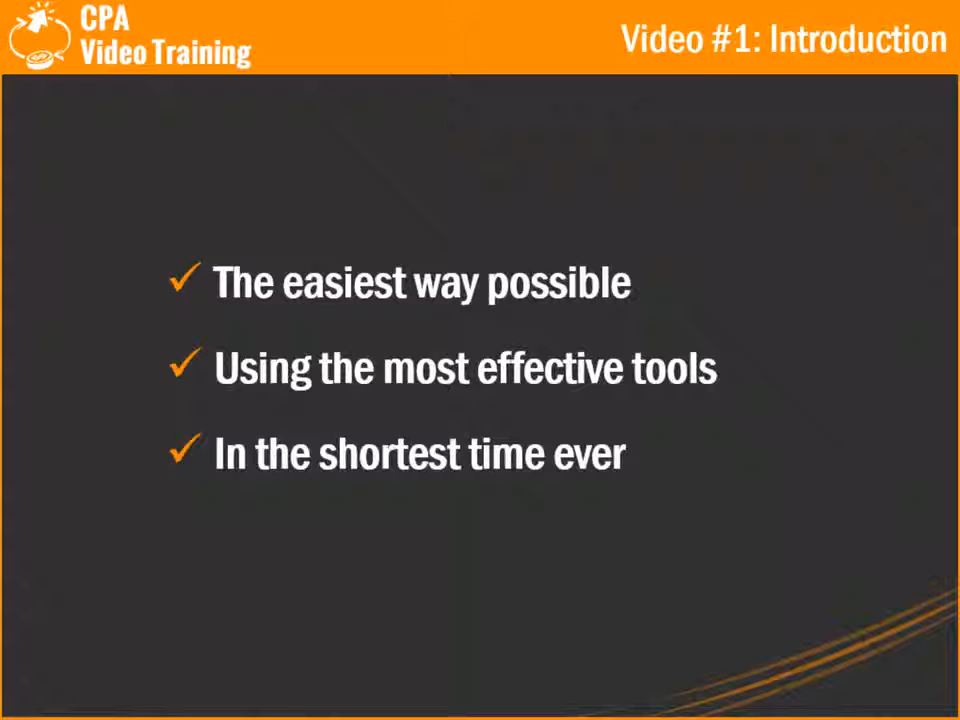 CPA
Video Training
Video #1: Introduction
The easiest way possible
Using the most effective tools
In the shortest time ever